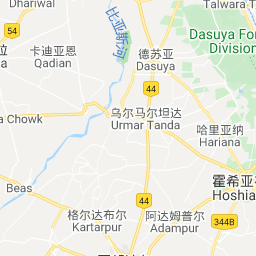 Dhariwal
Talwara T
54
比亚斯河
Dasuya Fo
Division
卡迪亚恩
Qadian
德苏亚
Dasuya
44
a Chowk
乌尔马尔坦达
Urmar Tanda
哈里亚纳
Hariana
霍希亚
Hoshia
Beas
44
格尔达布尔
Kartarpur
阿达姆普尔
Adampur
344B